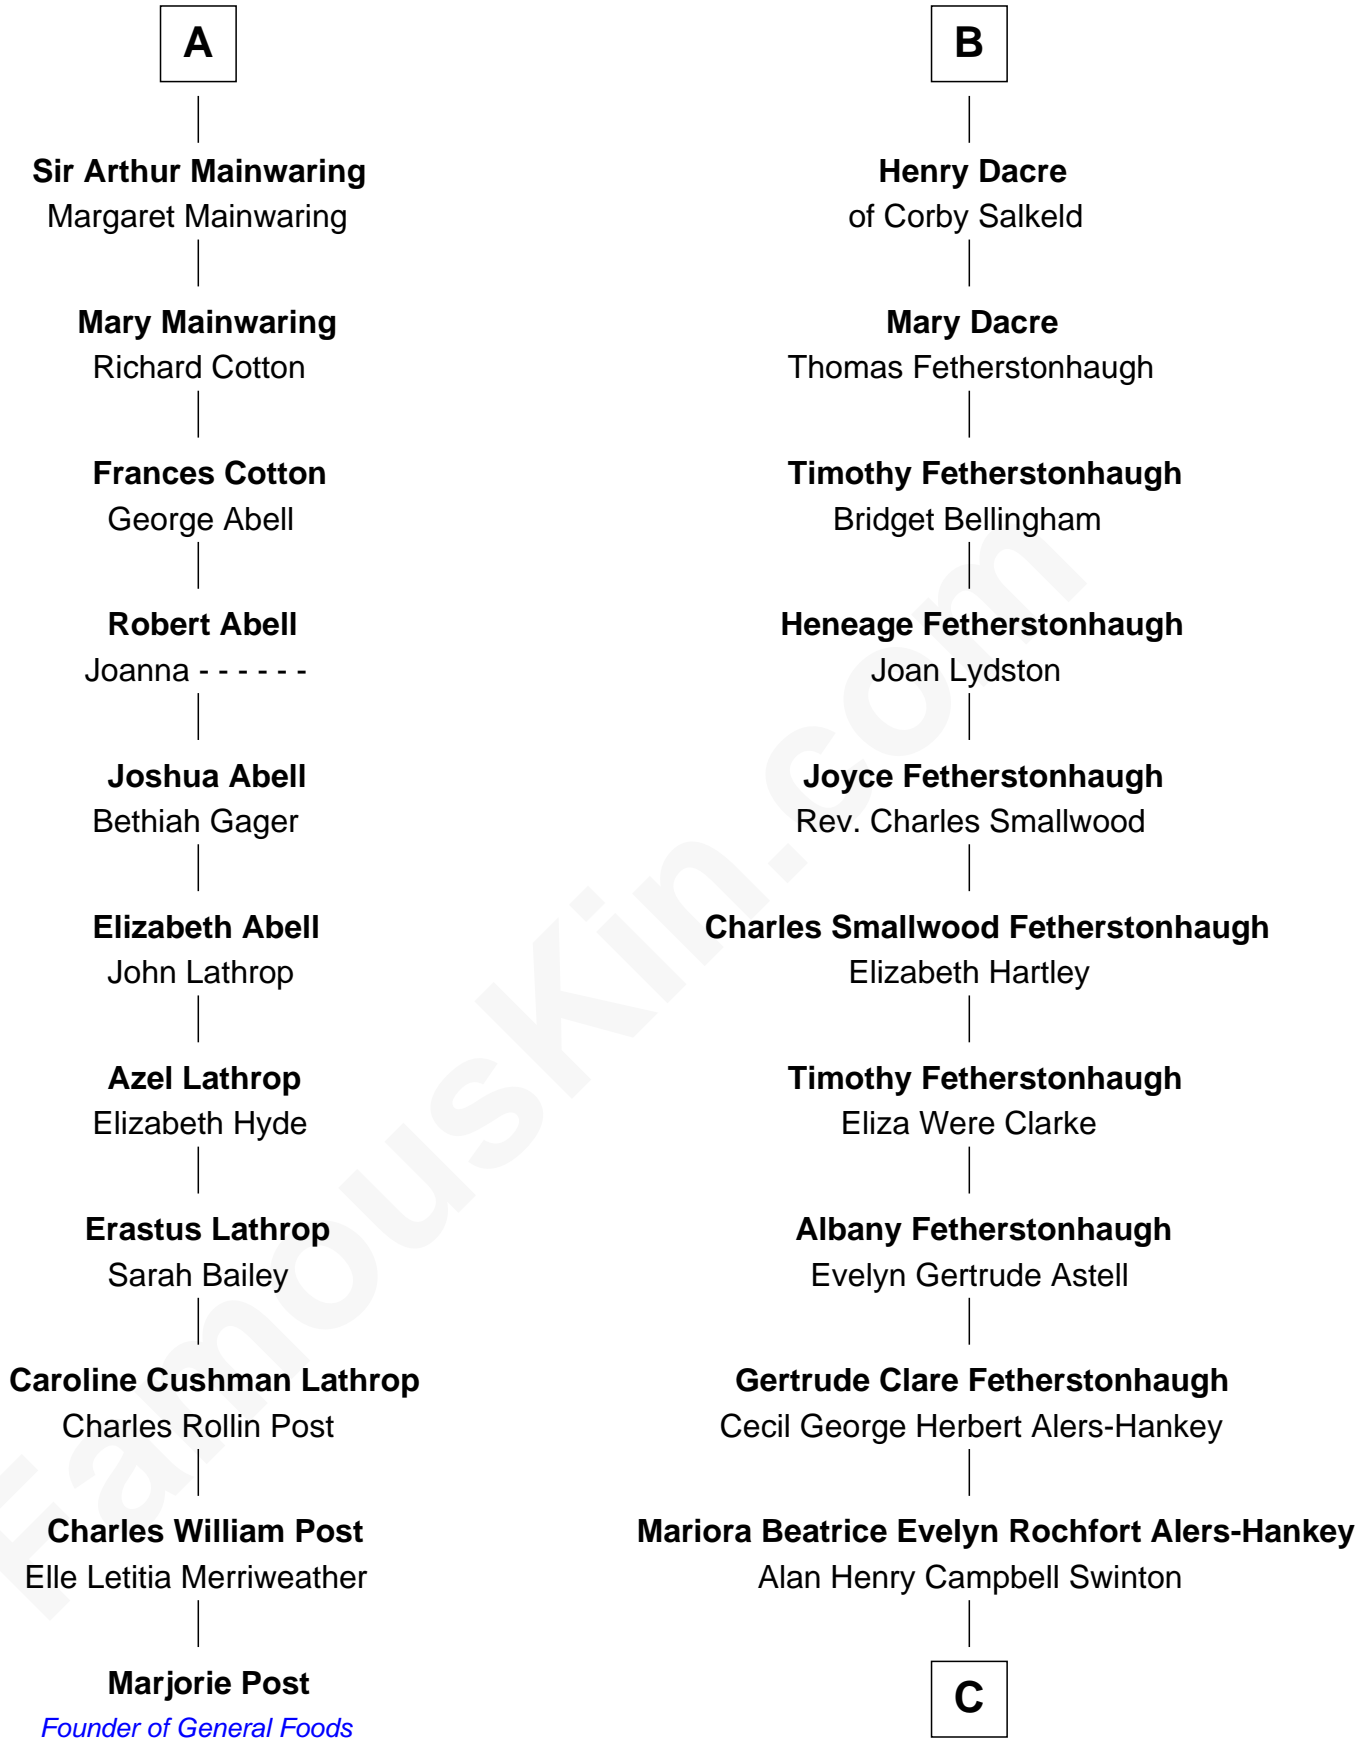 A
Sir Arthur Mainwaring
Margaret Mainwaring
Mary Mainwaring
Richard Cotton
Frances Cotton
George Abell
Robert Abell
Joanna - - - - - -
Joshua Abell
Bethiah Gager
Elizabeth Abell
John Lathrop
Azel Lathrop
Elizabeth Hyde
Erastus Lathrop
Sarah Bailey
Caroline Cushman Lathrop
Charles Rollin Post
Charles William Post
Elle Letitia Merriweather
Marjorie Post
Founder of General Foods
B
Henry Dacre
of Corby Salkeld
Mary Dacre
Thomas Fetherstonhaugh
Timothy Fetherstonhaugh
Bridget Bellingham
Heneage Fetherstonhaugh
Joan Lydston
Joyce Fetherstonhaugh
Rev. Charles Smallwood
Charles Smallwood Fetherstonhaugh
Elizabeth Hartley
Timothy Fetherstonhaugh
Eliza Were Clarke
Albany Fetherstonhaugh
Evelyn Gertrude Astell
Gertrude Clare Fetherstonhaugh
Cecil George Herbert Alers-Hankey
Mariora Beatrice Evelyn Rochfort Alers-Hankey
Alan Henry Campbell Swinton
C
FamousKin.com